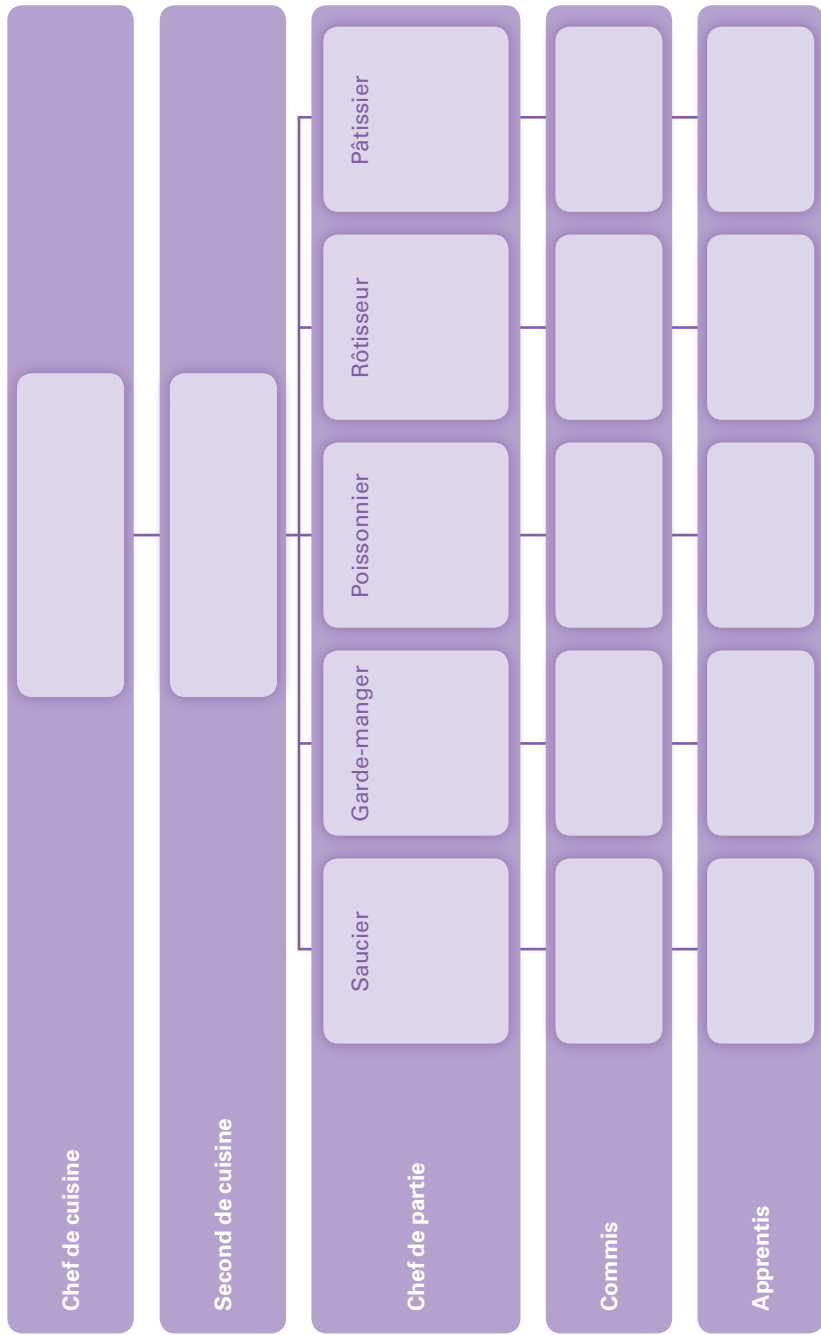 Chef de cuisine
Second de cuisine
Chef de partie
Saucier
Garde-manger
Poissonnier
Rôtisseur
Pâtissier
Commis
Apprentis